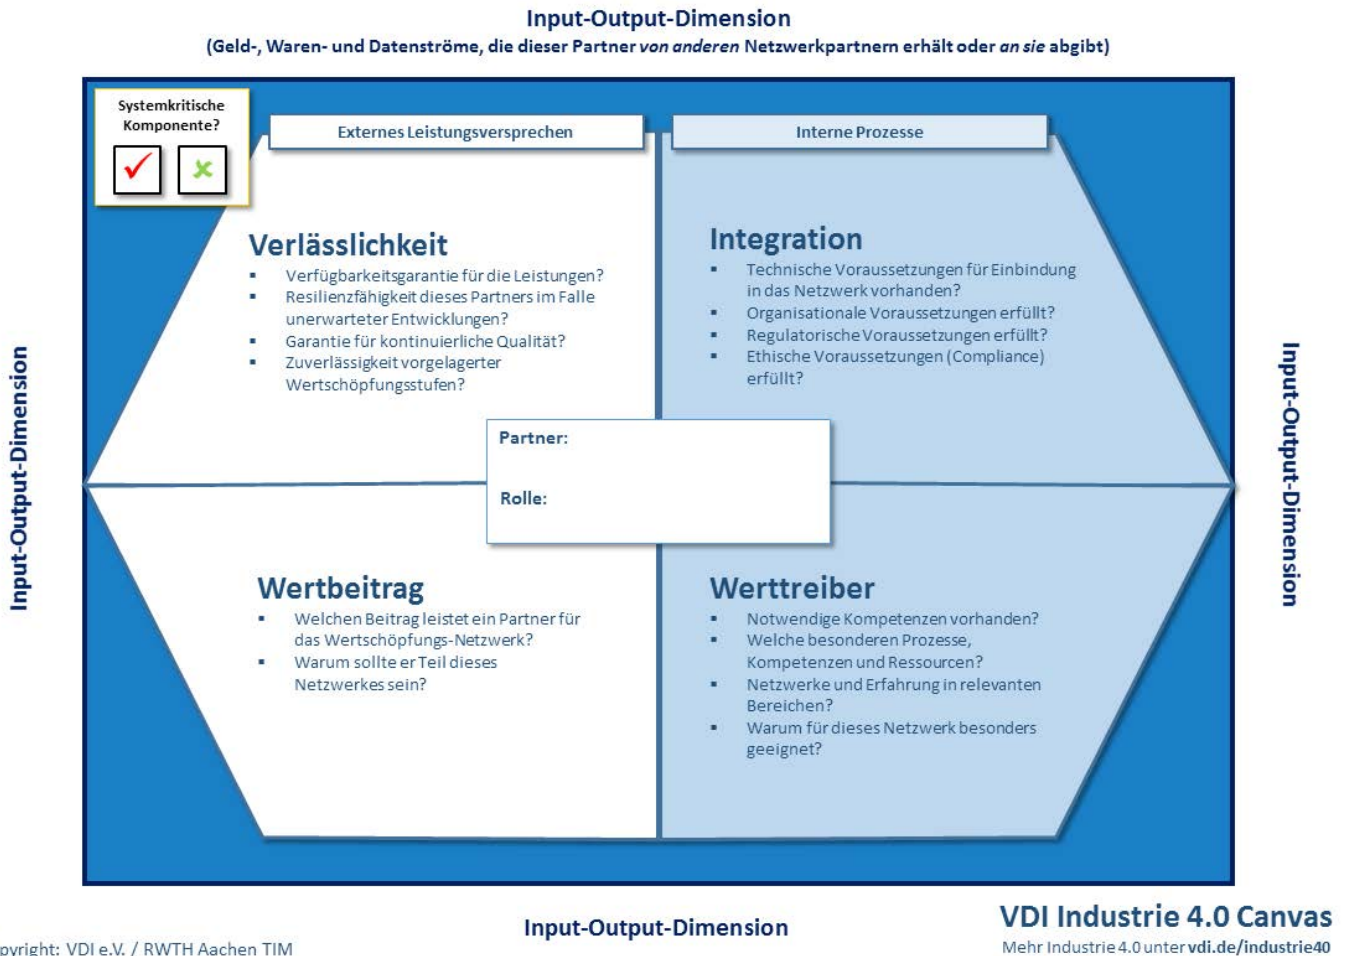 Input-Output-Dimension
(Geld-, Waren- und Datenströme, die dieser Partner von anderen Netzwerkpartnern erhält oder an sie abgibt)
Systemkritische
Komponente?
Externes Leistungsversprechen
Interne Prozesse
Verlässlichkeit
▪ Verfügbarkeitsgarantie für die Leistungen?
▪ Resilienzfähigkeit dieses Partners im Falle
unerwarteter Entwicklungen?
▪ Garantie für kontinuierliche Qualität?
▪ Zuverlässigkeit vorgelagerter
Wertschöpfungsstufen?
Integration
▪ Technische Voraussetzungen für Einbindung
in das Netzwerk vorhanden?
▪ Organisationale Voraussetzungen erfüllt?
▪ Regulatorische Voraussetzungen erfüllt?
▪ Ethische Voraussetzungen (Compliance)
erfüllt?
Input-Output-Dimension
Input-Output-Dimension
Partner:
Rolle:
Wertbeitrag
▪ Welchen Beitrag leistet ein Partner für
das Wertschöpfungs-Netzwerk?
▪ Warum sollte er Teil dieses
Netzwerkes sein?
Werttreiber
▪ Notwendige Kompetenzen vorhanden?
▪ Welche besonderen Prozesse,
Kompetenzen und Ressourcen?
▪ Netzwerke und Erfahrung in relevanten
Bereichen?
▪ Warum für dieses Netzwerk besonders
geeignet?
Input-Output-Dimension
VDI Industrie 4.0 Canvas
Mehr Industrie 4.0 unter vdi.de/industrie40
pyright: VDI e.V. / RWTH Aachen TIM